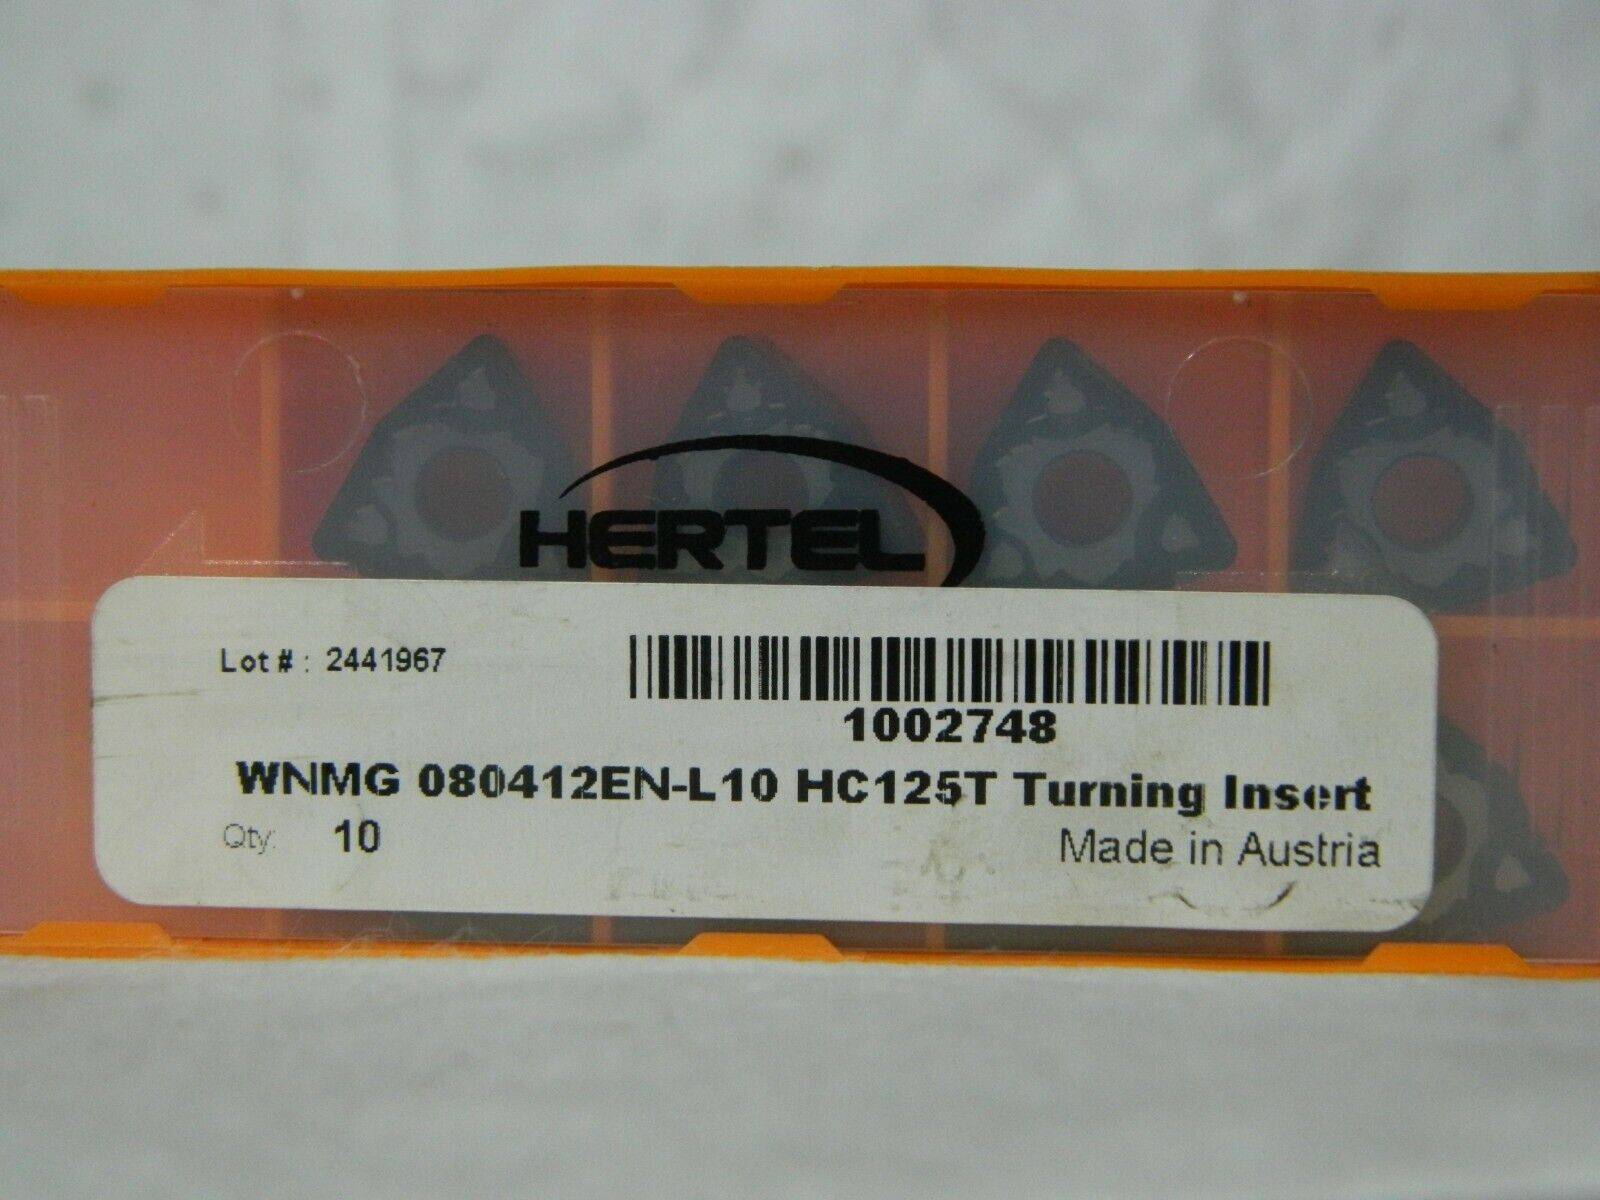 HERTEL
Lot # : 2441967
1002748
WNMG 080412EN-L10 HC125T Turning Insert
Qty: 10
Made in Austria